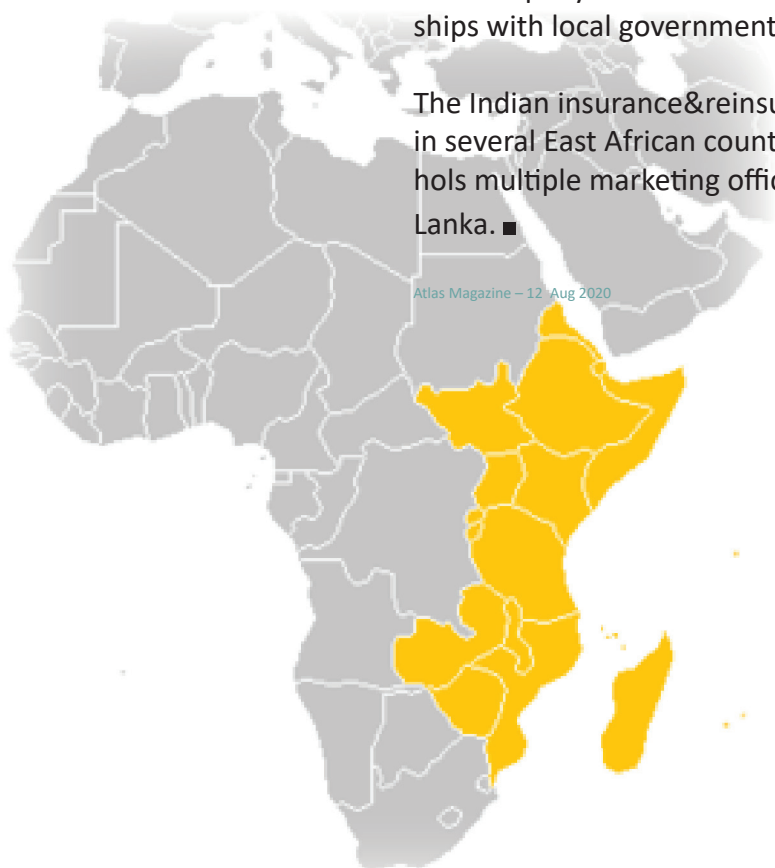 ships with local government
The Indian insurance&reinsu
in several East African count
hols multiple marketing offic
Lanka. ■
Atlas Magazine – 12 Aug 2020